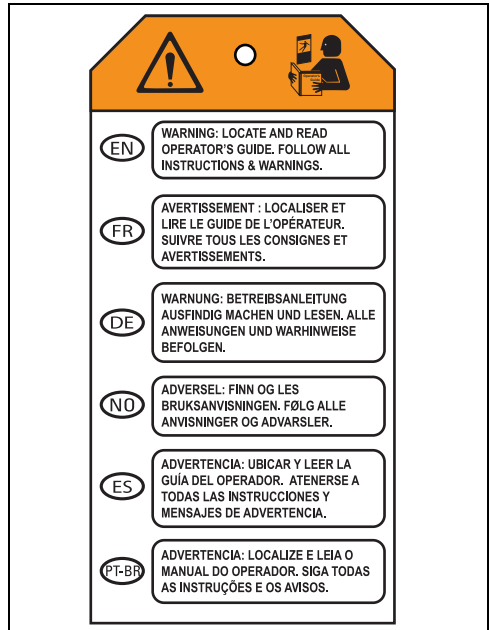 Operator's
Guide
EN
WARNING: LOCATE AND READ
OPERATOR'S GUIDE. FOLLOW ALL
INSTRUCTIONS & WARNINGS.
FR
AVERTISSEMENT : LOCALISER ET
LIRE LE GUIDE DE L'OPÉRATEUR.
SUIVRE TOUS LES CONSIGNES ET
AVERTISSEMENTS.
DE
WARNUNG: BETREIBSANLEITUNG
AUSFINDIG MACHEN UND LESEN. ALLE
ANWEISUNGEN UND WARHINWEISE
BEFOLGEN.
NO
ADVERSEL: FINN OG LES
BRUKSANVISNINGEN. FØLG ALLE
ANVISNINGER OG ADVARSLER.
ES
ADVERTENCIA: UBICAR Y LEER LA
GUÍA DEL OPERADOR. ATENERSE A
TODAS LAS INSTRUCCIONES Y
MENSAJES DE ADVERTENCIA.
PT-BR
ADVERTENCIA: LOCALIZE E LEIA O
MANUAL DO OPERADOR. SIGA TODAS
AS INSTRUÇÕES E OS AVISOS.